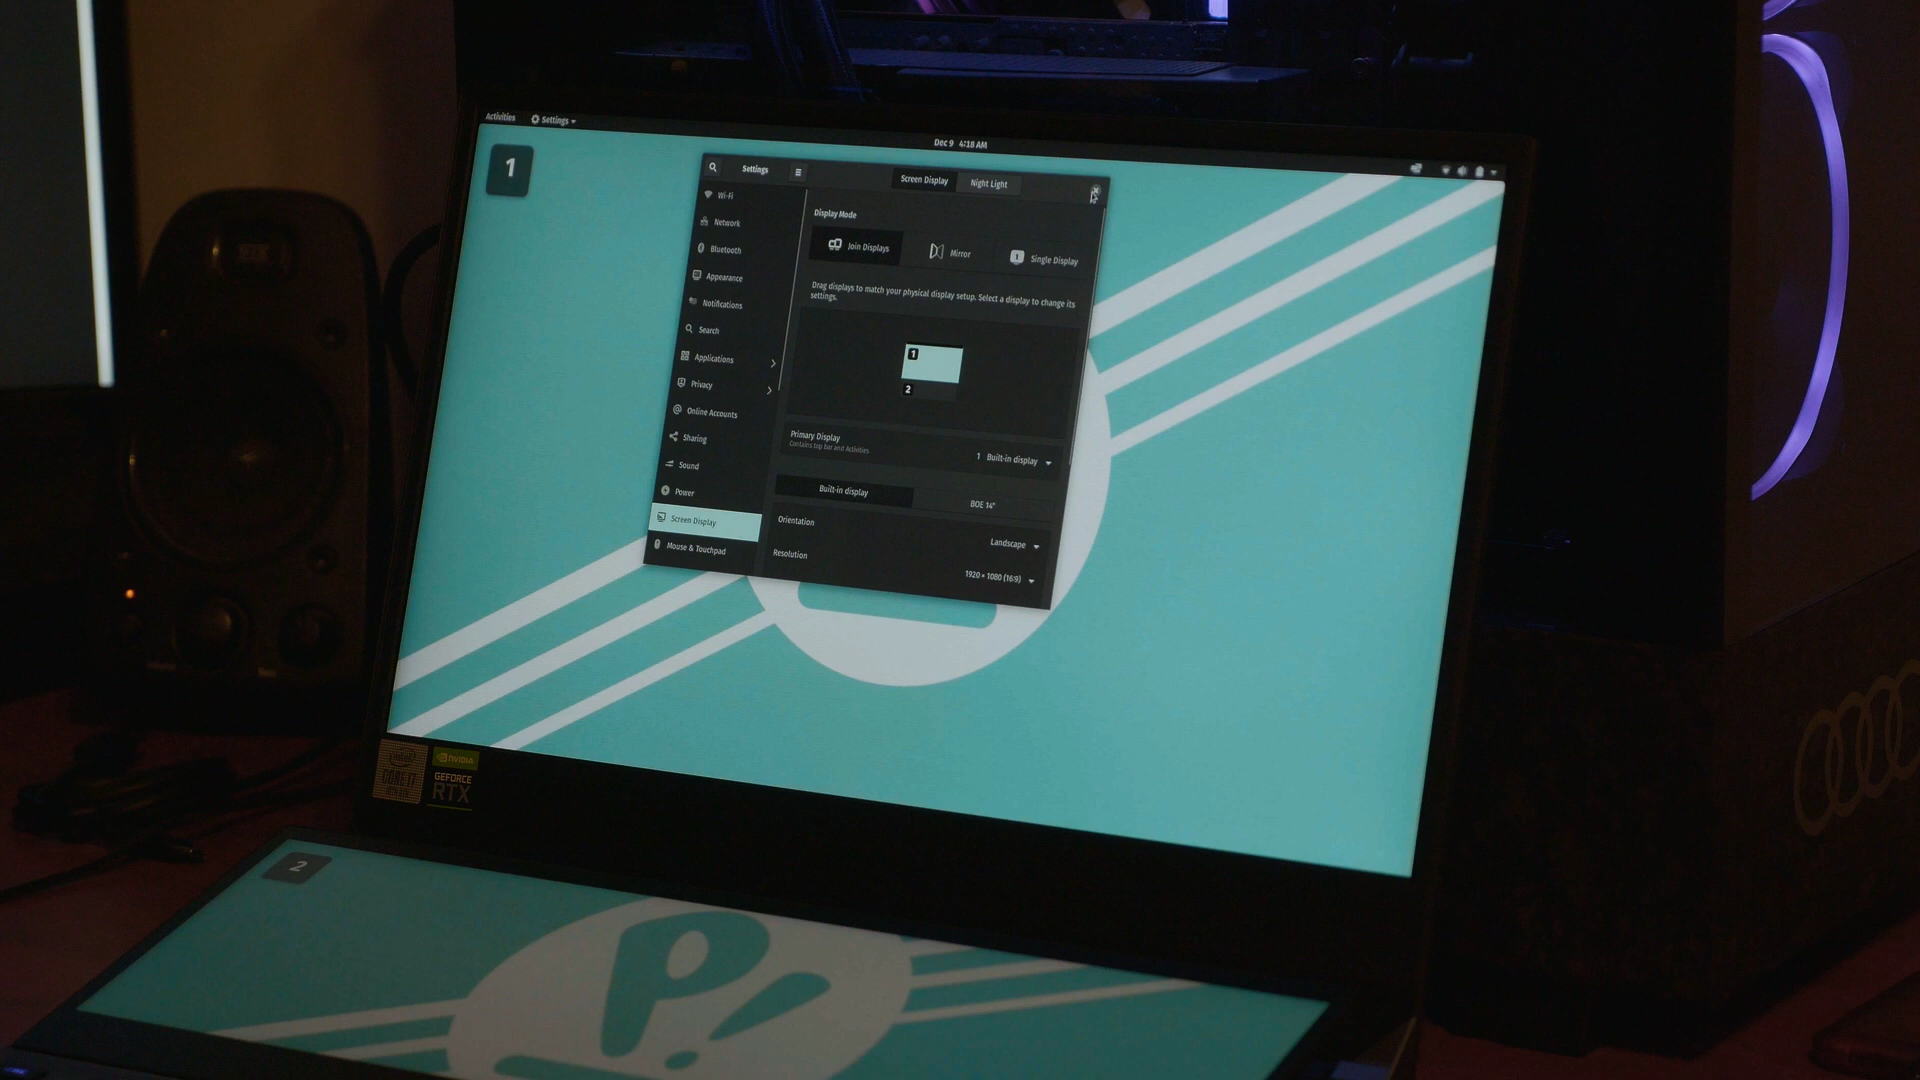 Activities
Settings
Dec 9 4:18 AM
1
Settings
Screen Display
Night Light
Wi-Fi
Network
Bluetooth
Appearance
Notifications
Search
Applications
Privacy
Online Accounts
Sharing
Sound
Power
Screen Display
Mouse & Touchpad
Display Mode
Join Displays
1
Mirror
Single Display
Drag displays to match your physical display setup. Select a display to change its
settings.
1
2
Primary Display
Contains top bar and Activities
1 Built-in display
Built-in display
BOE 14"
Orientation
Landscape
Resolution
1920 × 1080 (16:9)
intel
CORE i7
NVIDIA
GEFORCE
RTX
2
P!